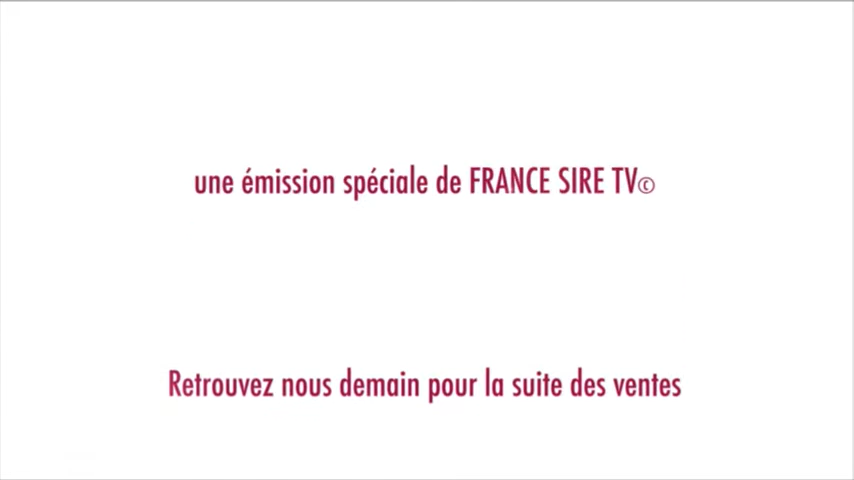 une émission spéciale de FRANCE SIRE TV©
Retrouvez nous demain pour la suite des ventes